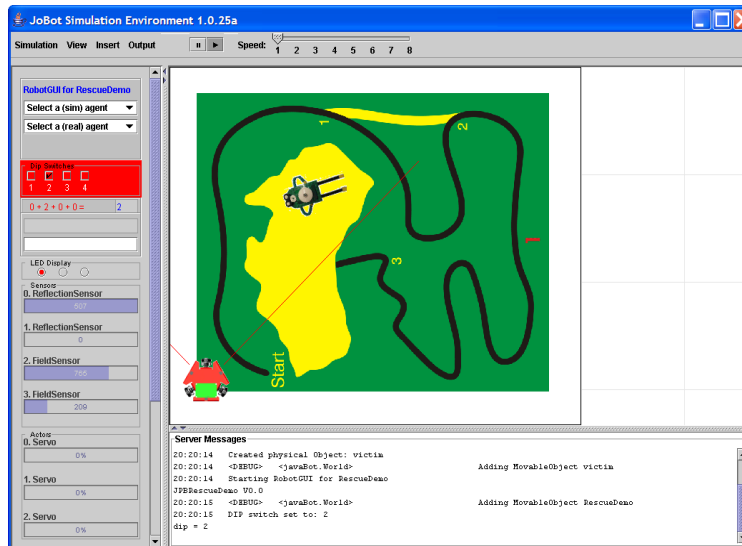 JoBot Simulation Environment 1.0.25a
Simulation View Insert Output Speed:
1 2 3 4 5 6 7 8
RobotGUI for RescueDemo
Select a (sim) agent
Select a (real) agent
Dip Switches
1 2 3 4
0 + 2 + 0 + 0 = 2
LED Display
Sensors
0. ReflectionSensor
507
1. ReflectionSensor
0
2. FieldSensor
765
3. FieldSensor
209
Actors
0. Servo
0%
1. Servo
0%
2. Servo
0%
1
2
3
Start
Server Messages
20:20:14 Created physical Object: victim
20:20:14 <DEBUG> <javaBot.World> Adding MovableObject victim
20:20:14 Starting RobotGUI for RescueDemo
JPBRescueDemo V0.0
20:20:15 <DEBUG> <javaBot.World> Adding MovableObject RescueDemo
20:20:15 DIP switch set to: 2
dip = 2